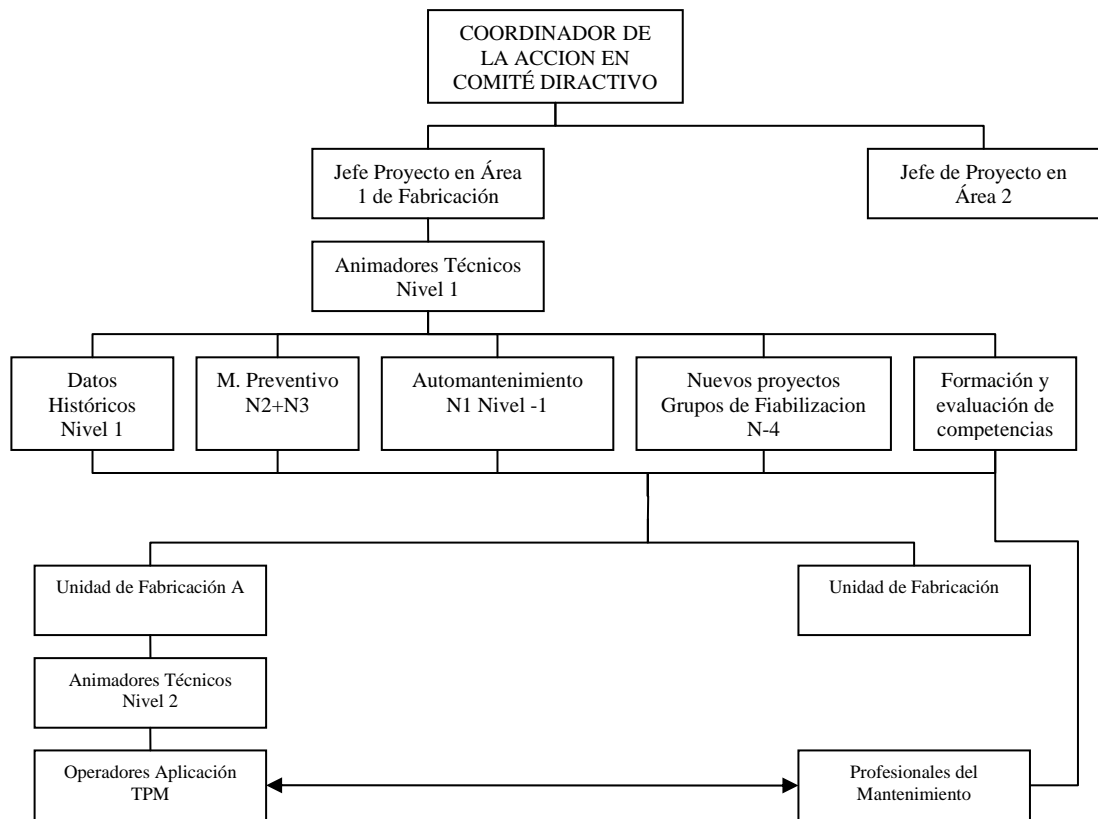 COORDINADOR DE
LA ACCION EN
COMITÉ DIRACTIVO
Jefe Proyecto en Área
1 de Fabricación
Jefe de Proyecto en
Área 2
Animadores Técnicos
Nivel 1
Datos
Históricos
Nivel 1
M. Preventivo
N2+N3
Automantenimiento
N1 Nivel -1
Nuevos proyectos
Grupos de Fiabilizacion
N-4
Formación y
evaluación de
competencias
Unidad de Fabricación A
Unidad de Fabricación
Animadores Técnicos
Nivel 2
Operadores Aplicación
TPM
Profesionales del
Mantenimiento